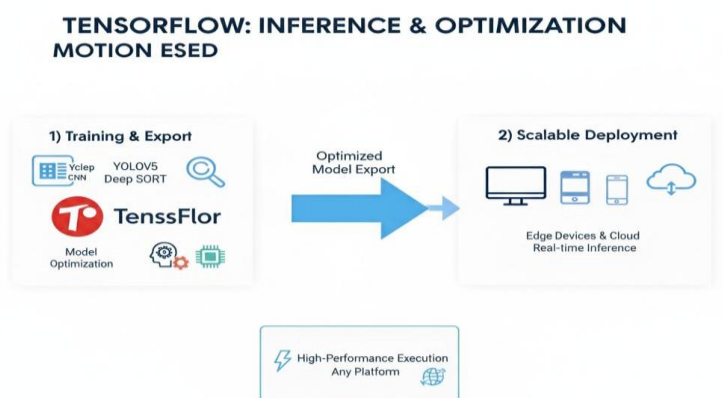 TENSORFLOW: INFERENCE & OPTIMIZATION
MOTION ESED
1) Training & Export
Yclep
CNN
YOLOV5
Deep SORT
TenssFlor
Model
Optimization
Optimized
Model Export
2) Scalable Deployment
Edge Devices & Cloud
Real-time Inference
High-Performance Execution
Any Platform